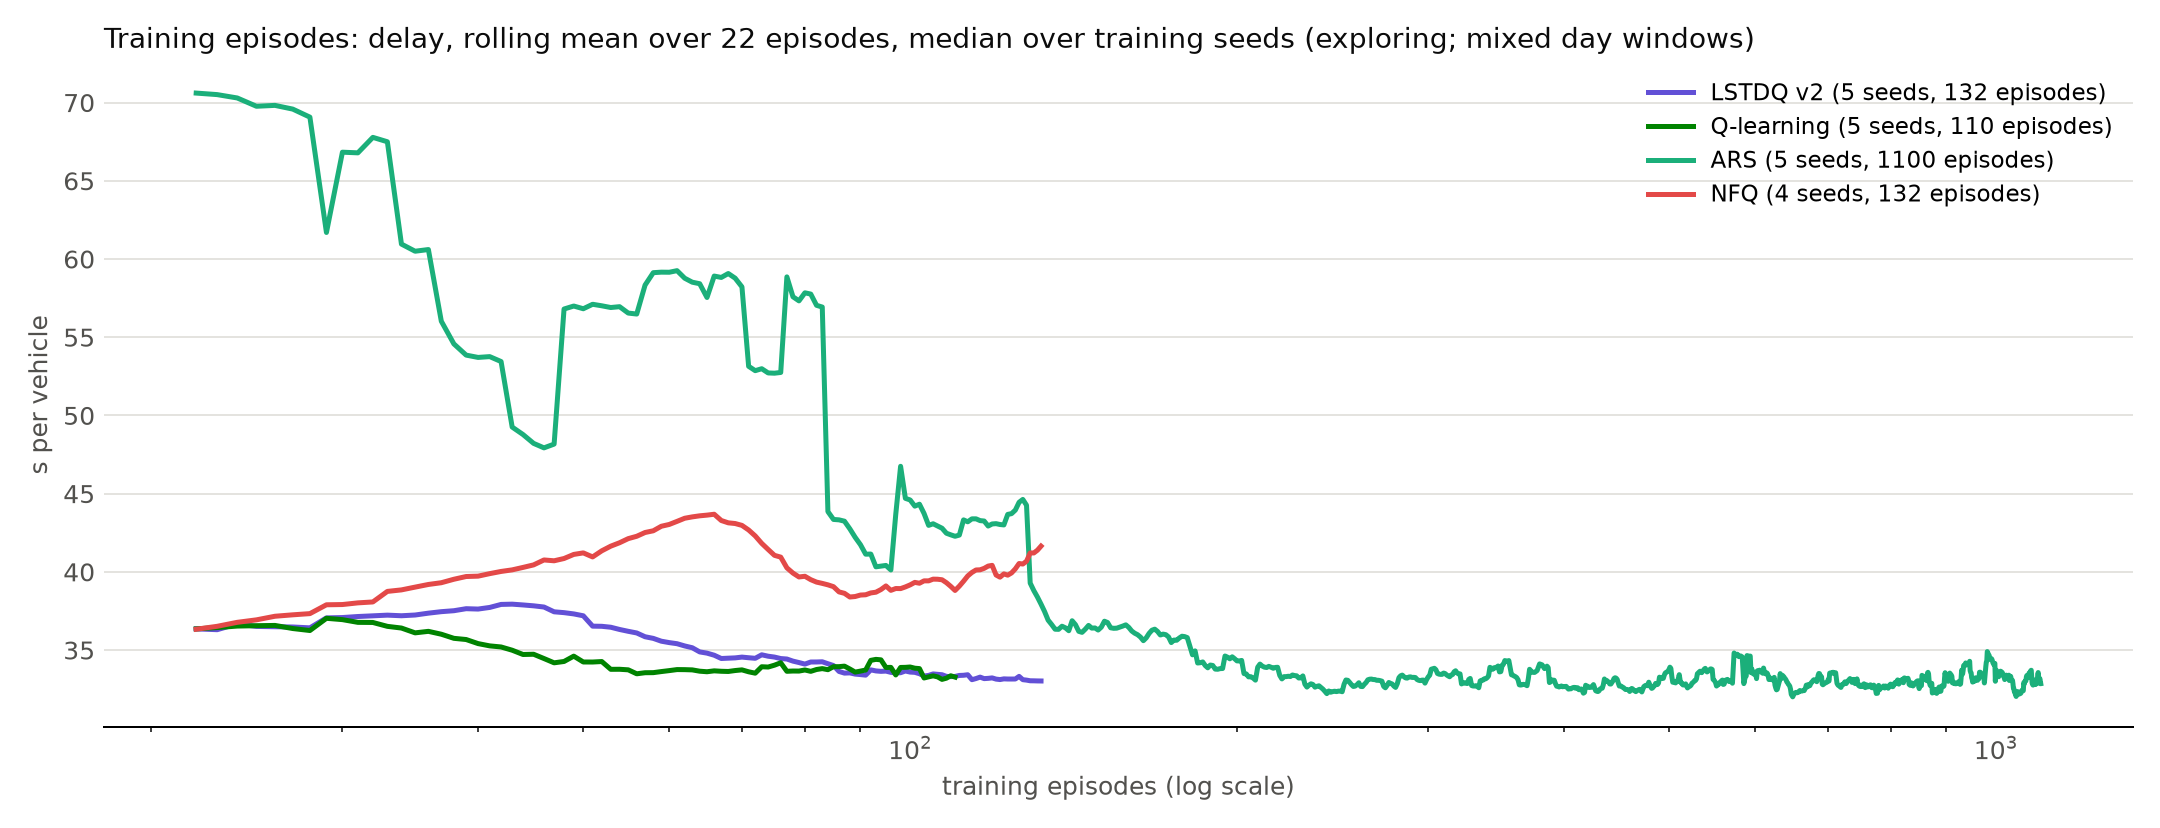 Training episodes: delay, rolling mean over 22 episodes, median over training seeds (exploring; mixed day windows)
LSTDQ v2 (5 seeds, 132 episodes)
Q-learning (5 seeds, 110 episodes)
ARS (5 seeds, 1100 episodes)
NFQ (4 seeds, 132 episodes)
s per vehicle
70
65
60
55
50
45
40
35
10²
10³
training episodes (log scale)